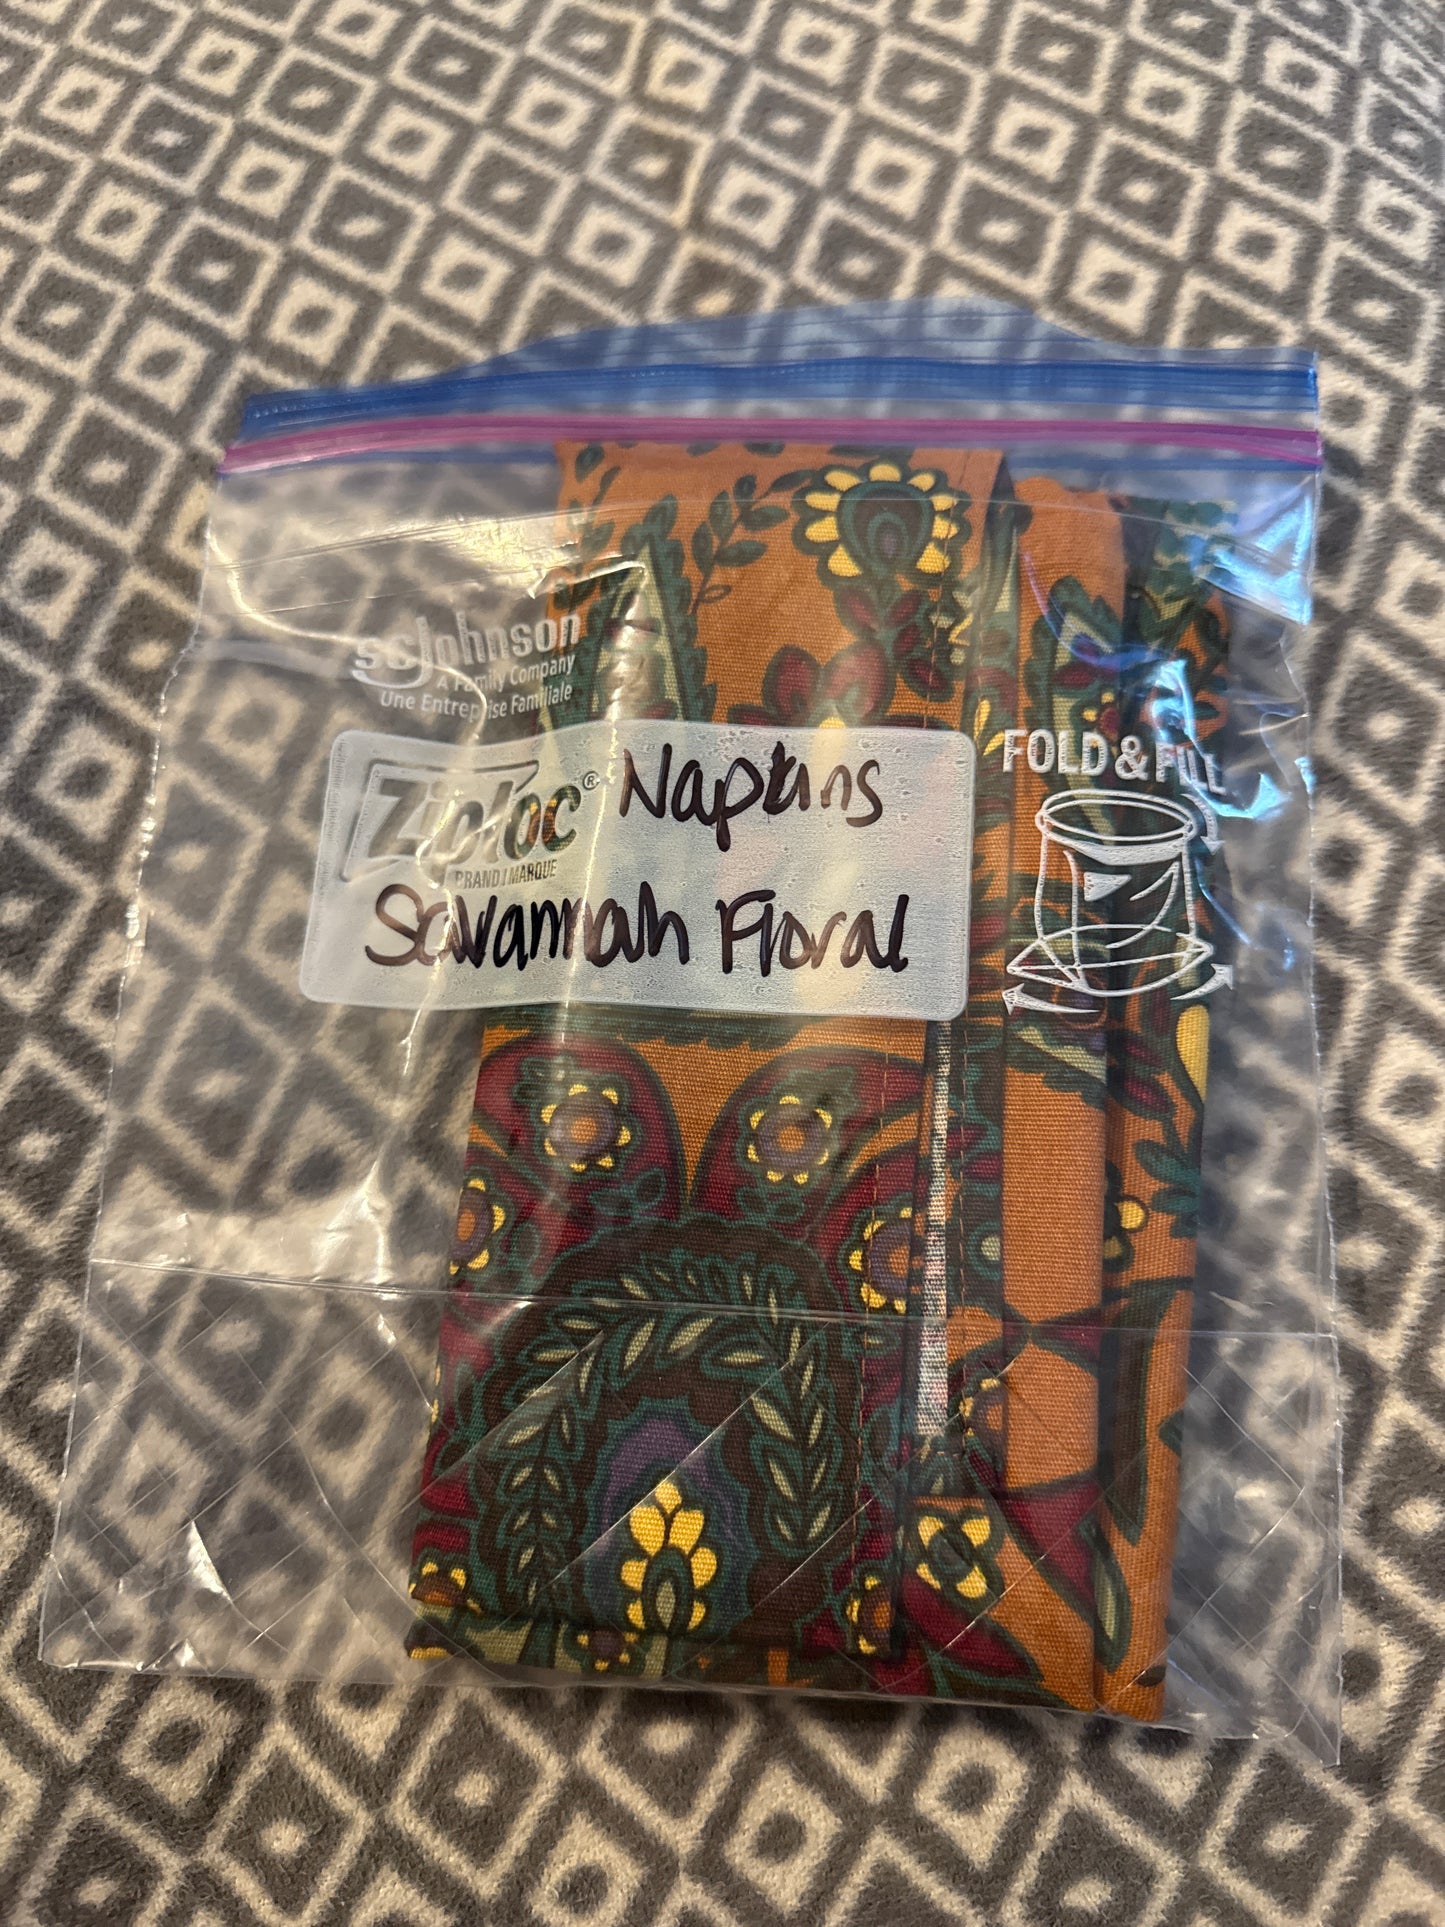 scJohnson
A Family Company
Une Entreprise Familiale
Ziploc® Napkins
BRAND | MARQUE
Savannah Floral
FOLD & FILL